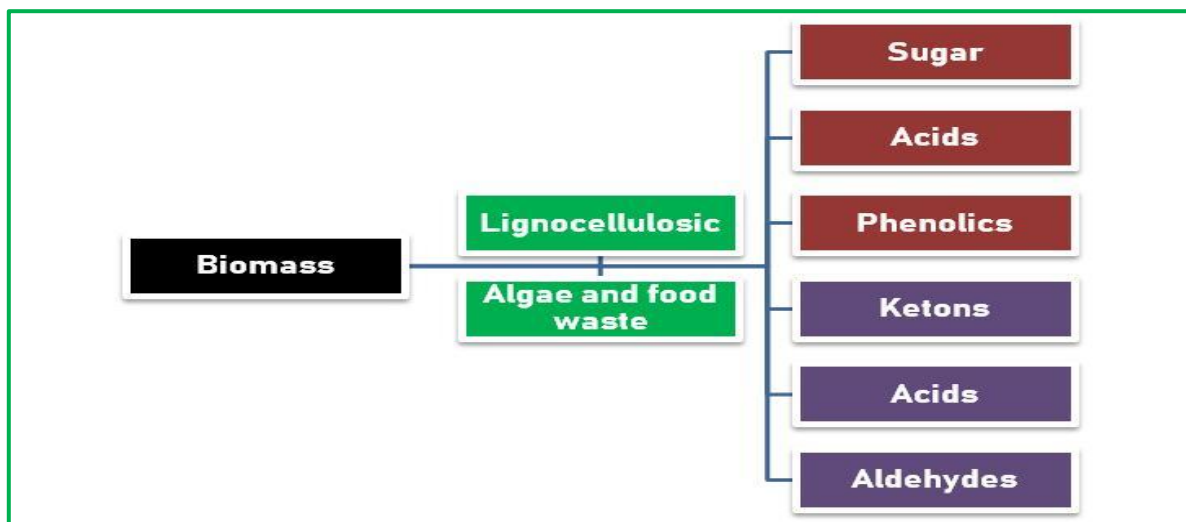 Biomass
Lignocellulosic
Algae and food
waste
Sugar
Acids
Phenolics
Ketons
Acids
Aldehydes